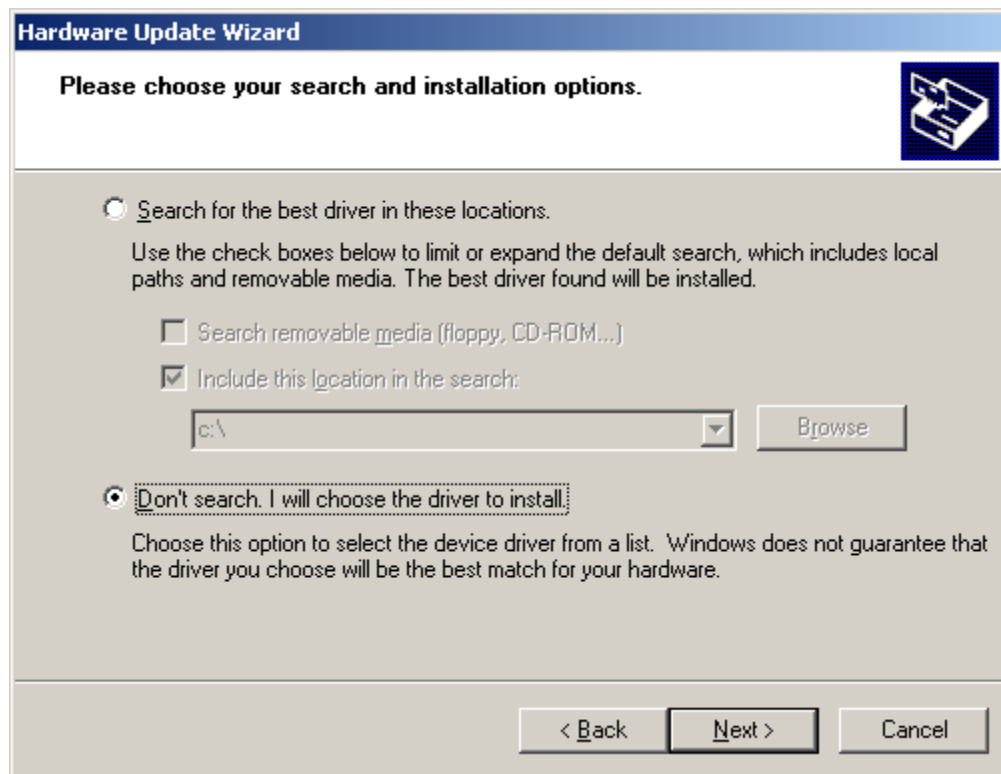 Hardware Update Wizard
Please choose your search and installation options.
Search for the best driver in these locations.
Use the check boxes below to limit or expand the default search, which includes local
paths and removable media. The best driver found will be installed.
Search removable media (floppy, CD-ROM...)
Include this location in the search:
c:\
Browse
Don't search. I will choose the driver to install.
Choose this option to select the device driver from a list.  Windows does not guarantee that
the driver you choose will be the best match for your hardware.
< Back
Next >
Cancel